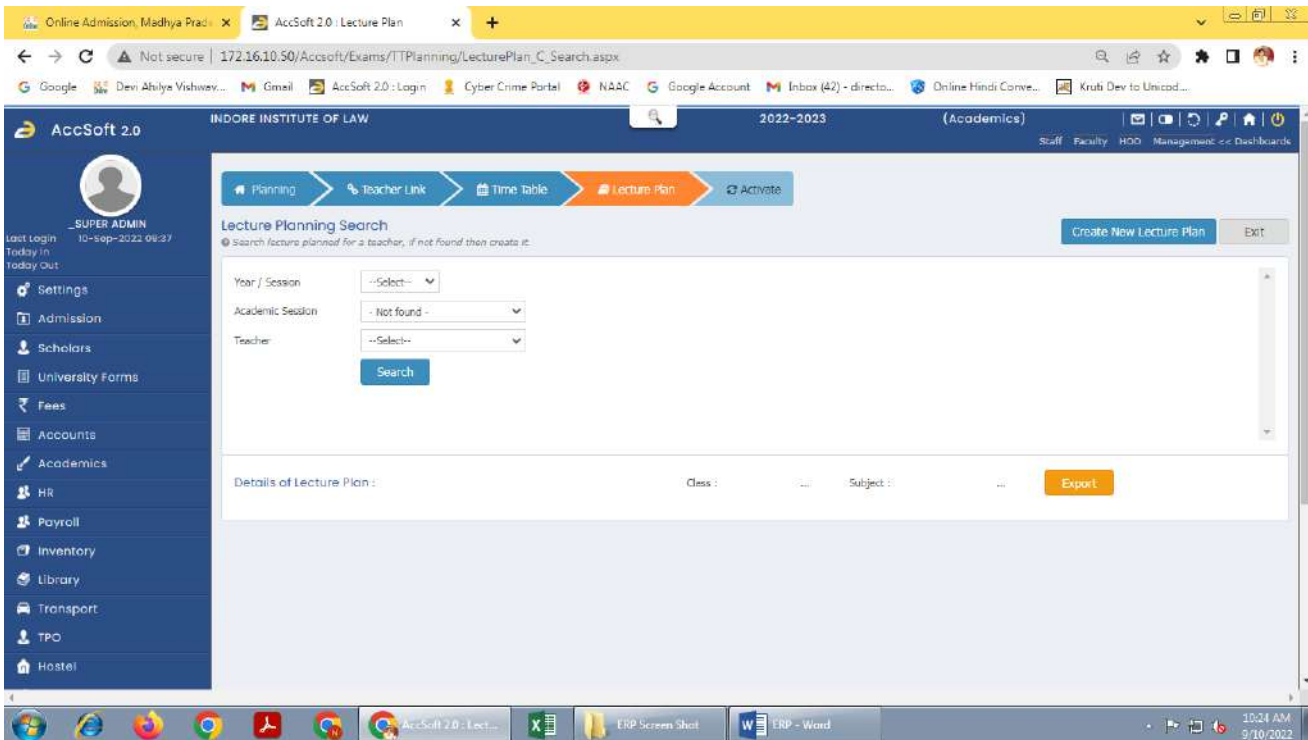 Online Admission, Madhya Prade
AccSoft 2.0 : Lecture Plan
Not secure | 172.16.10.50/Accsoft/Exams/TTPlanning/LecturePlan_C_Search.aspx
Google Devi Ahilya Vishwav... Gmail AccSoft 2.0 : Login Cyber Crime Portal NAAC Google Account Inbox (42) - directo... Online Hindi Conve... Kruti Dev to Unicod...
AccSoft 2.0
INDORE INSTITUTE OF LAW 2022-2023 (Academics)
Staff Faculty HOD Management << Dashboards
_SUPER ADMIN
Last Login 10-Sep-2022 09:37
Today In
Today Out
Settings
Admission
Scholars
University Forms
Fees
Accounts
Academics
HR
Payroll
Inventory
Library
Transport
TPO
Hostel
Planning Teacher Link Time Table Lecture Plan Activate
Lecture Planning Search
Search lecture planned for a teacher, if not found then create it.
Create New Lecture Plan Exit
Year / Session --Select--
Academic Session - Not found -
Teacher --Select--
Search
Details of Lecture Plan : Class : ... Subject : ... Export
AccSoft 2.0 : Lect... ERP Screen Shot ERP - Word
10:24 AM
9/10/2022